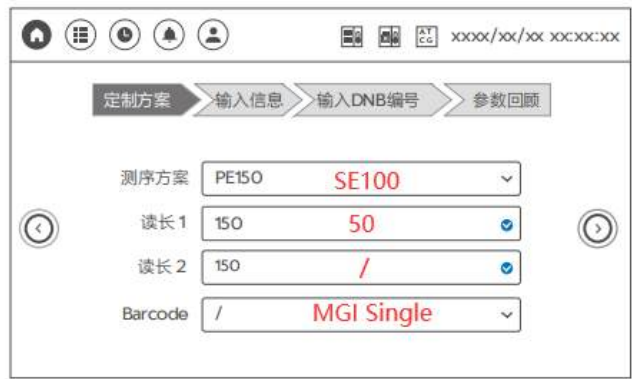 AT
CG
xxxx/xx/xx xx:xx:xx
定制方案 输入信息 输入DNB编号 参数回顾
测序方案 PE150 SE100
读长1 150 50
读长2 150 /
Barcode / MGI Single